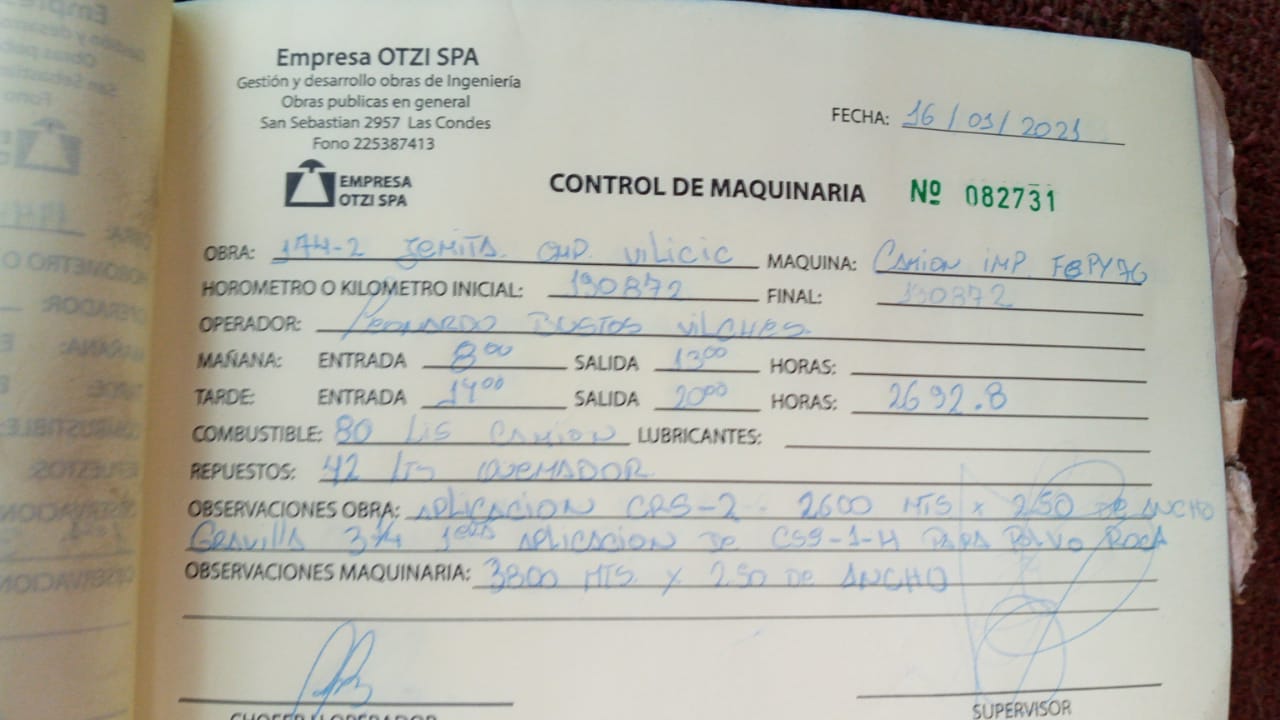 Empresa OTZI SPA
Gestión y desarrollo obras de Ingeniería
Obras publicas en general
San Sebastian 2957 Las Condes
Fono 225387413
EMPRESA
OTZI SPA
FECHA: 16 / 01 / 2021
CONTROL DE MAQUINARIA Nº 082731
OBRA: 174-2 VILICIC MAQUINA: CAMION IMP.
HOROMETRO O KILOMETRO INICIAL: 190872 FINAL: 190872
OPERADOR: LEONARDO BUSTOS VILCHES.
MAÑANA: ENTRADA 8:00 SALIDA 13:00 HORAS:
TARDE: ENTRADA 14:00 SALIDA 20:00 HORAS: 2692.8
COMBUSTIBLE: 80 LTS CAMION LUBRICANTES:
REPUESTOS: 42 LTS QUEMADOR
OBSERVACIONES OBRA: APLICACION CRS-2. 2600 MTS x 2.50 DE ANCHO
GRAVILLA 3/4 1era APLICACION DE CSS-1-H PARA POLVO ROCA
OBSERVACIONES MAQUINARIA: 3800 MTS. X 2.50 DE ANCHO
CHOFER U OPERADOR
SUPERVISOR